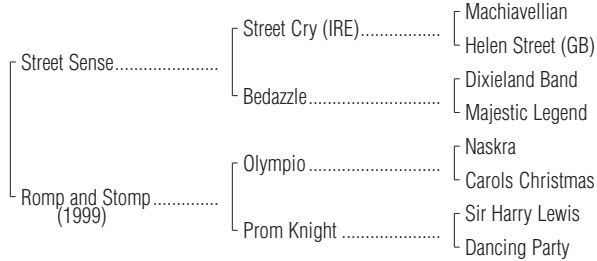 Machiavellian
Street Cry (IRE)..................
Helen Street (GB)
Street Sense....................
Dixieland Band
Bedazzle.............................
Majestic Legend
Naskra
Olympio .............................
Carols Christmas
Romp and Stomp..............
(1999)
Sir Harry Lewis
Prom Knight .....................
Dancing Party